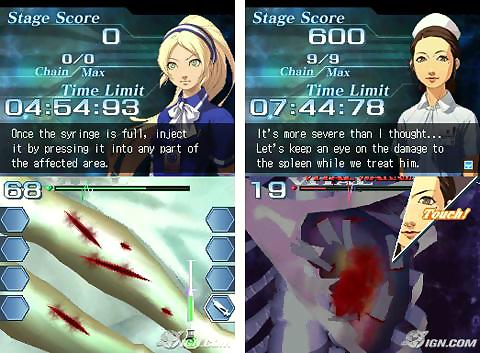 Stage Score
0
0/0
Chain / Max
Time Limit
04:54:93
Once the syringe is full, inject
it by pressing it into any part of
the affected area.
68
IGN.COM
Stage Score
600
9/9
Chain / Max
Time Limit
07:44:78
It's more severe than I thought...
Let's keep an eye on the damage to
the spleen while we treat him.
19
Touch!
IGN.COM